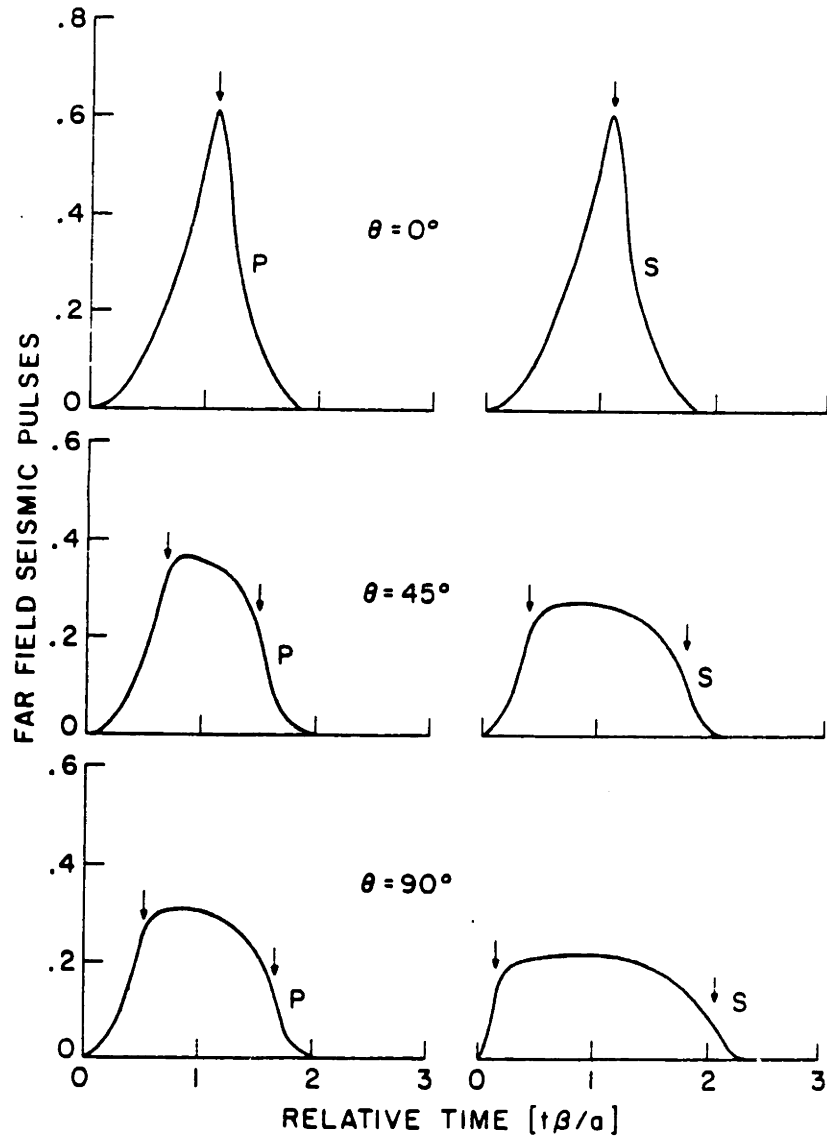 FAR FIELD SEISMIC PULSES
.8
.6
.4
.2
0
θ = 0°
P
S
.6
.4
.2
0
θ = 45°
P
S
.6
.4
.2
0
θ = 90°
P
S
0 1 2 3
0 1 2 3
RELATIVE TIME [tβ/a]